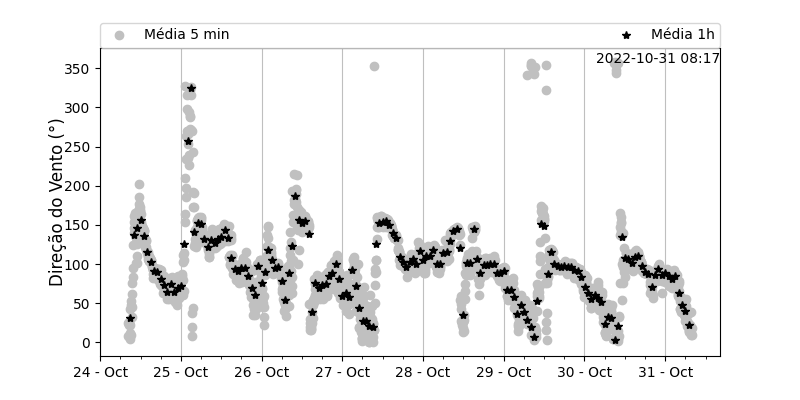 Média 5 min
Média 1h
2022-10-31 08:17
Direção do Vento (°)
350
300
250
200
150
100
50
0
24 - Oct
25 - Oct
26 - Oct
27 - Oct
28 - Oct
29 - Oct
30 - Oct
31 - Oct